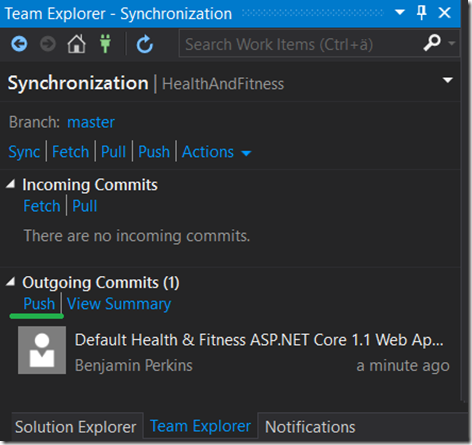 Team Explorer - Synchronization
Search Work Items (Ctrl+ä)
Synchronization | HealthAndFitness
Branch: master
Sync | Fetch | Pull | Push | Actions
Incoming Commits
Fetch | Pull
There are no incoming commits.
Outgoing Commits (1)
Push | View Summary
Default Health & Fitness ASP.NET Core 1.1 Web Ap...
Benjamin Perkins a minute ago
Solution Explorer Team Explorer Notifications